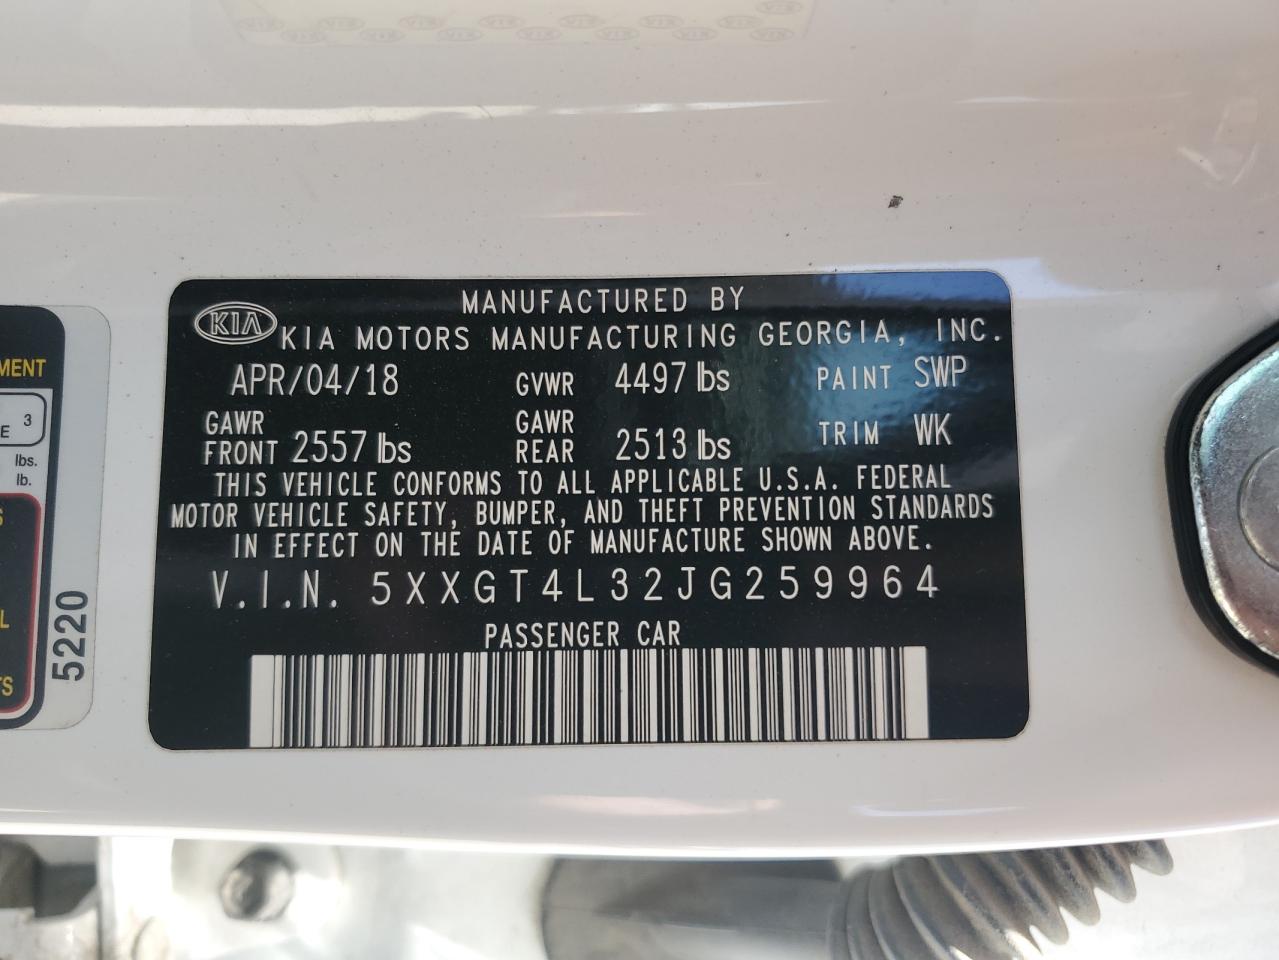 MANUFACTURED BY
KIA KIA MOTORS MANUFACTURING GEORGIA, INC.
APR/04/18 GVWR 4497 lbs PAINT SWP
GAWR FRONT 2557 lbs GAWR REAR 2513 lbs TRIM WK
THIS VEHICLE CONFORMS TO ALL APPLICABLE U.S.A. FEDERAL
MOTOR VEHICLE SAFETY, BUMPER, AND THEFT PREVENTION STANDARDS
IN EFFECT ON THE DATE OF MANUFACTURE SHOWN ABOVE.
V.I.N. 5XXGT4L32JG259964
PASSENGER CAR
MENT
3
E
lbs.
lb.
S
L
TS
5220